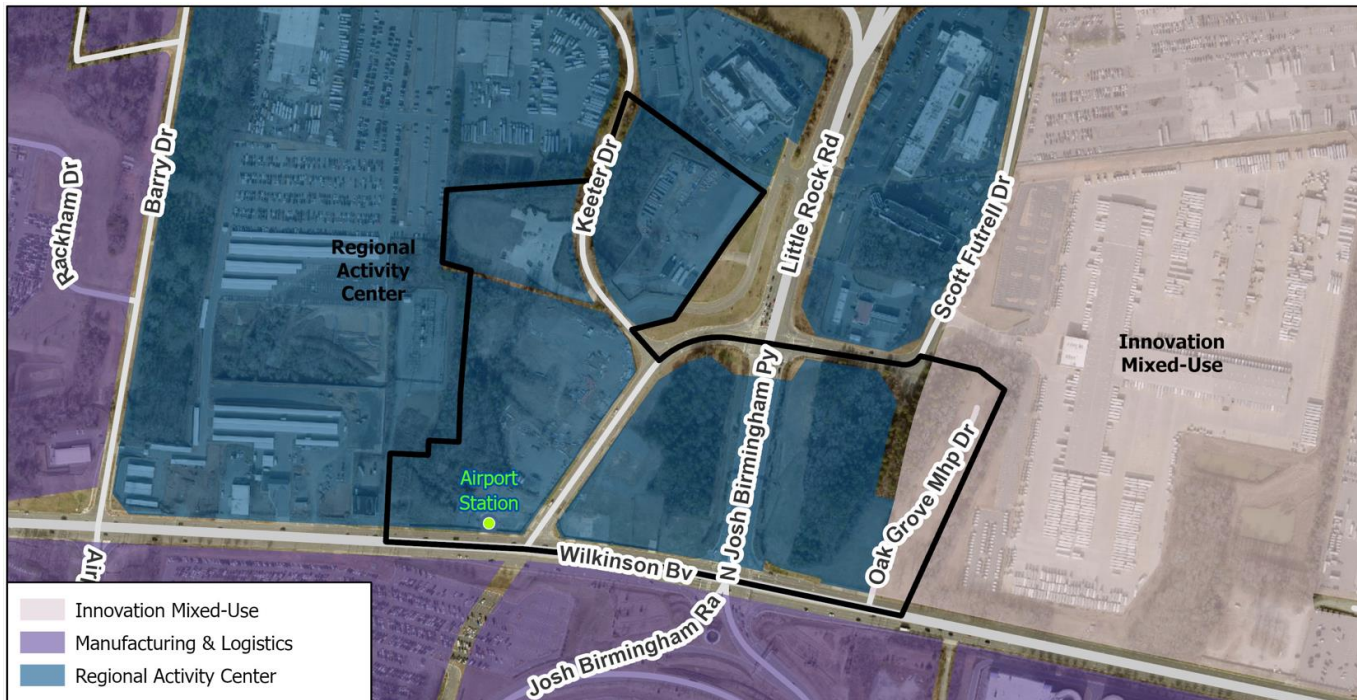 Rackham Dr
Barry Dr
Regional
Activity
Center
Keeter Dr
Little Rock Rd
Scott Futrell Dr
Innovation
Mixed-Use
Airport
Station
N Josh Birmingham Py
Oak Grove Mhp Dr
Wilkinson Bv
Josh Birmingham Ra
Air
Innovation Mixed-Use
Manufacturing & Logistics
Regional Activity Center